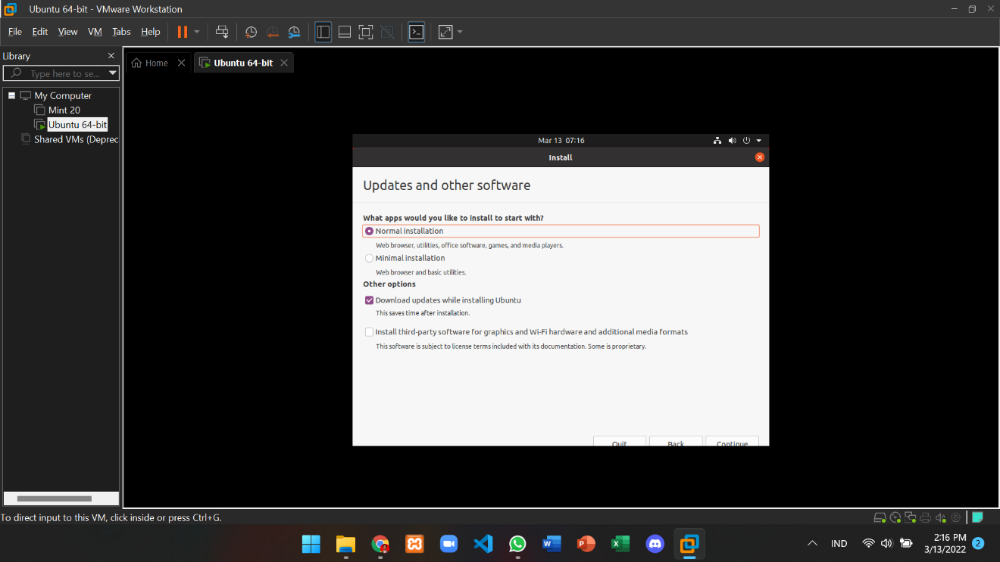 Ubuntu 64-bit - VMware Workstation
File Edit View VM Tabs Help
Library
Type here to se...
My Computer
Mint 20
Ubuntu 64-bit
Shared VMs (Deprec
Home
Ubuntu 64-bit
Mar 13 07:16
Install
Updates and other software
What apps would you like to install to start with?
Normal installation
Web browser, utilities, office software, games, and media players.
Minimal installation
Web browser and basic utilities.
Other options
Download updates while installing Ubuntu
This saves time after installation.
Install third-party software for graphics and Wi-Fi hardware and additional media formats
This software is subject to license terms included with its documentation. Some is proprietary.
Quit Back Continue
To direct input to this VM, click inside or press Ctrl+G.
W P X
IND
2:16 PM
3/13/2022
2